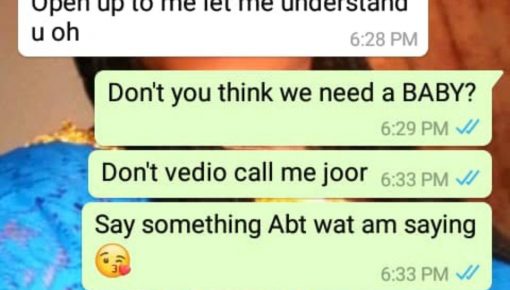 Open up to me let me understand
u oh
6:28 PM
Don't you think we need a BABY?
6:29 PM
Don't vedio call me joor 6:33 PM
Say something Abt wat am saying
😘
6:33 PM